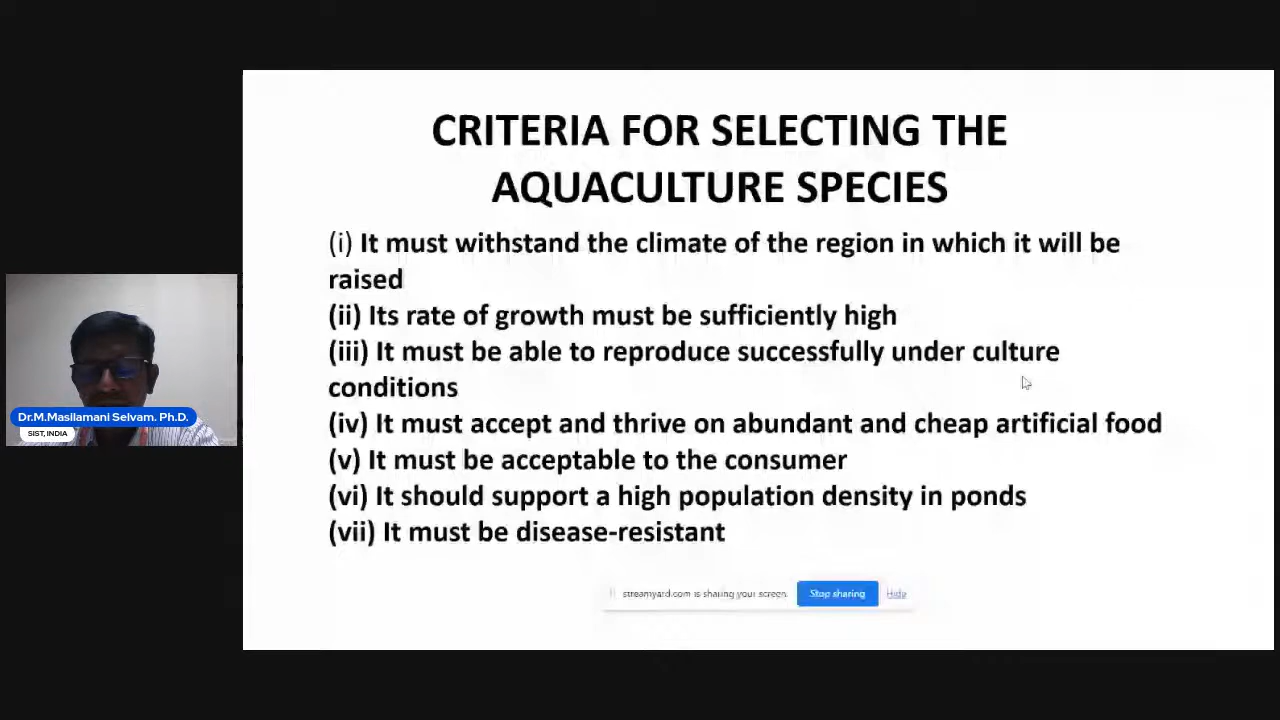 CRITERIA FOR SELECTING THE
AQUACULTURE SPECIES
(i) It must withstand the climate of the region in which it will be
raised
(ii) Its rate of growth must be sufficiently high
(iii) It must be able to reproduce successfully under culture
conditions
(iv) It must accept and thrive on abundant and cheap artificial food
(v) It must be acceptable to the consumer
(vi) It should support a high population density in ponds
(vii) It must be disease-resistant
Dr.M.Masilamani Selvam. Ph.D.
SIST, INDIA
streamyard.com is sharing your screen. Stop sharing Hide